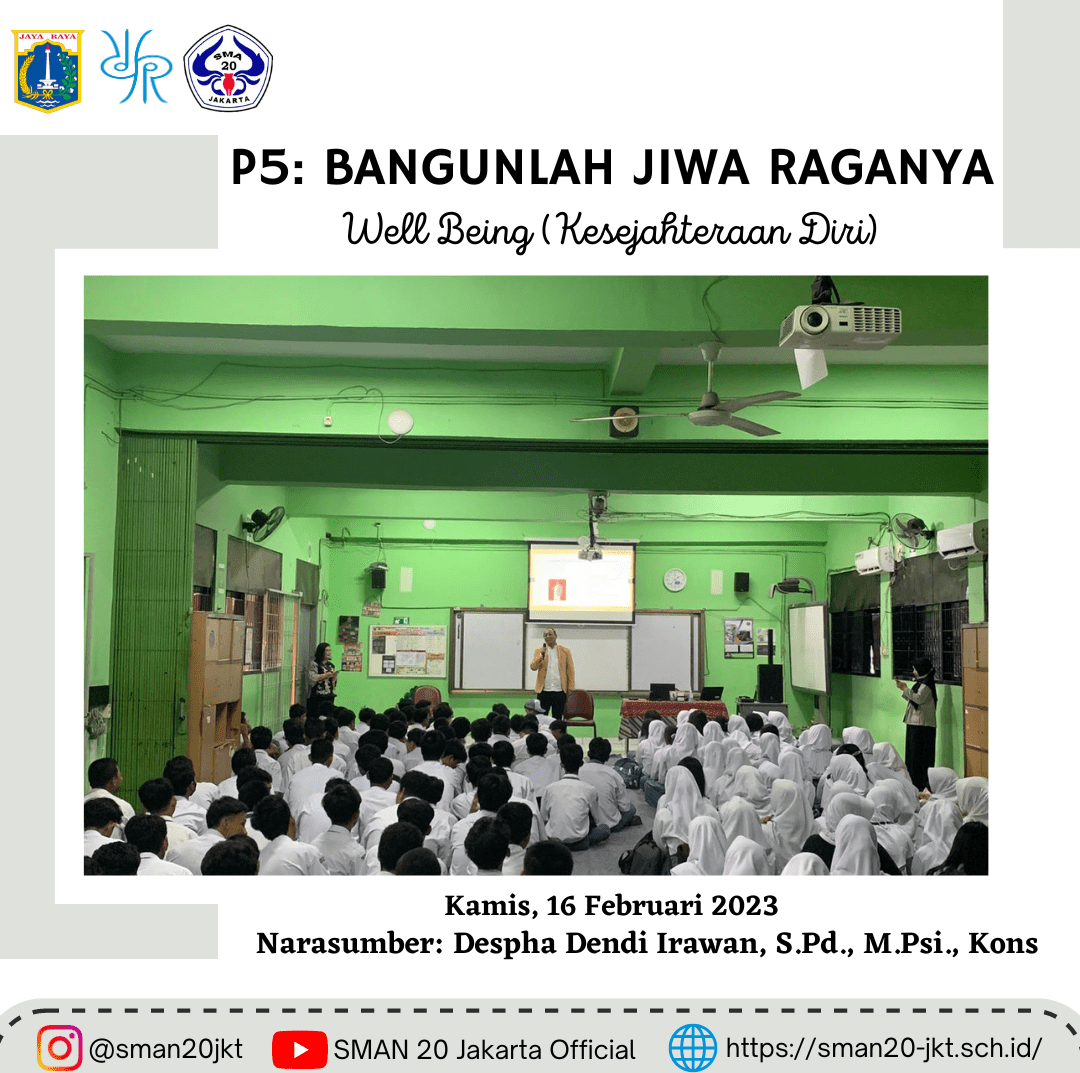 JAYA RAYA
SMA
20
JAKARTA
P5: BANGUNLAH JIWA RAGANYA
Well Being (Kesejahteraan Diri)
Kamis, 16 Februari 2023
Narasumber: Despha Dendi Irawan, S.Pd., M.Psi., Kons
@sman20jkt
SMAN 20 Jakarta Official
https://sman20-jkt.sch.id/